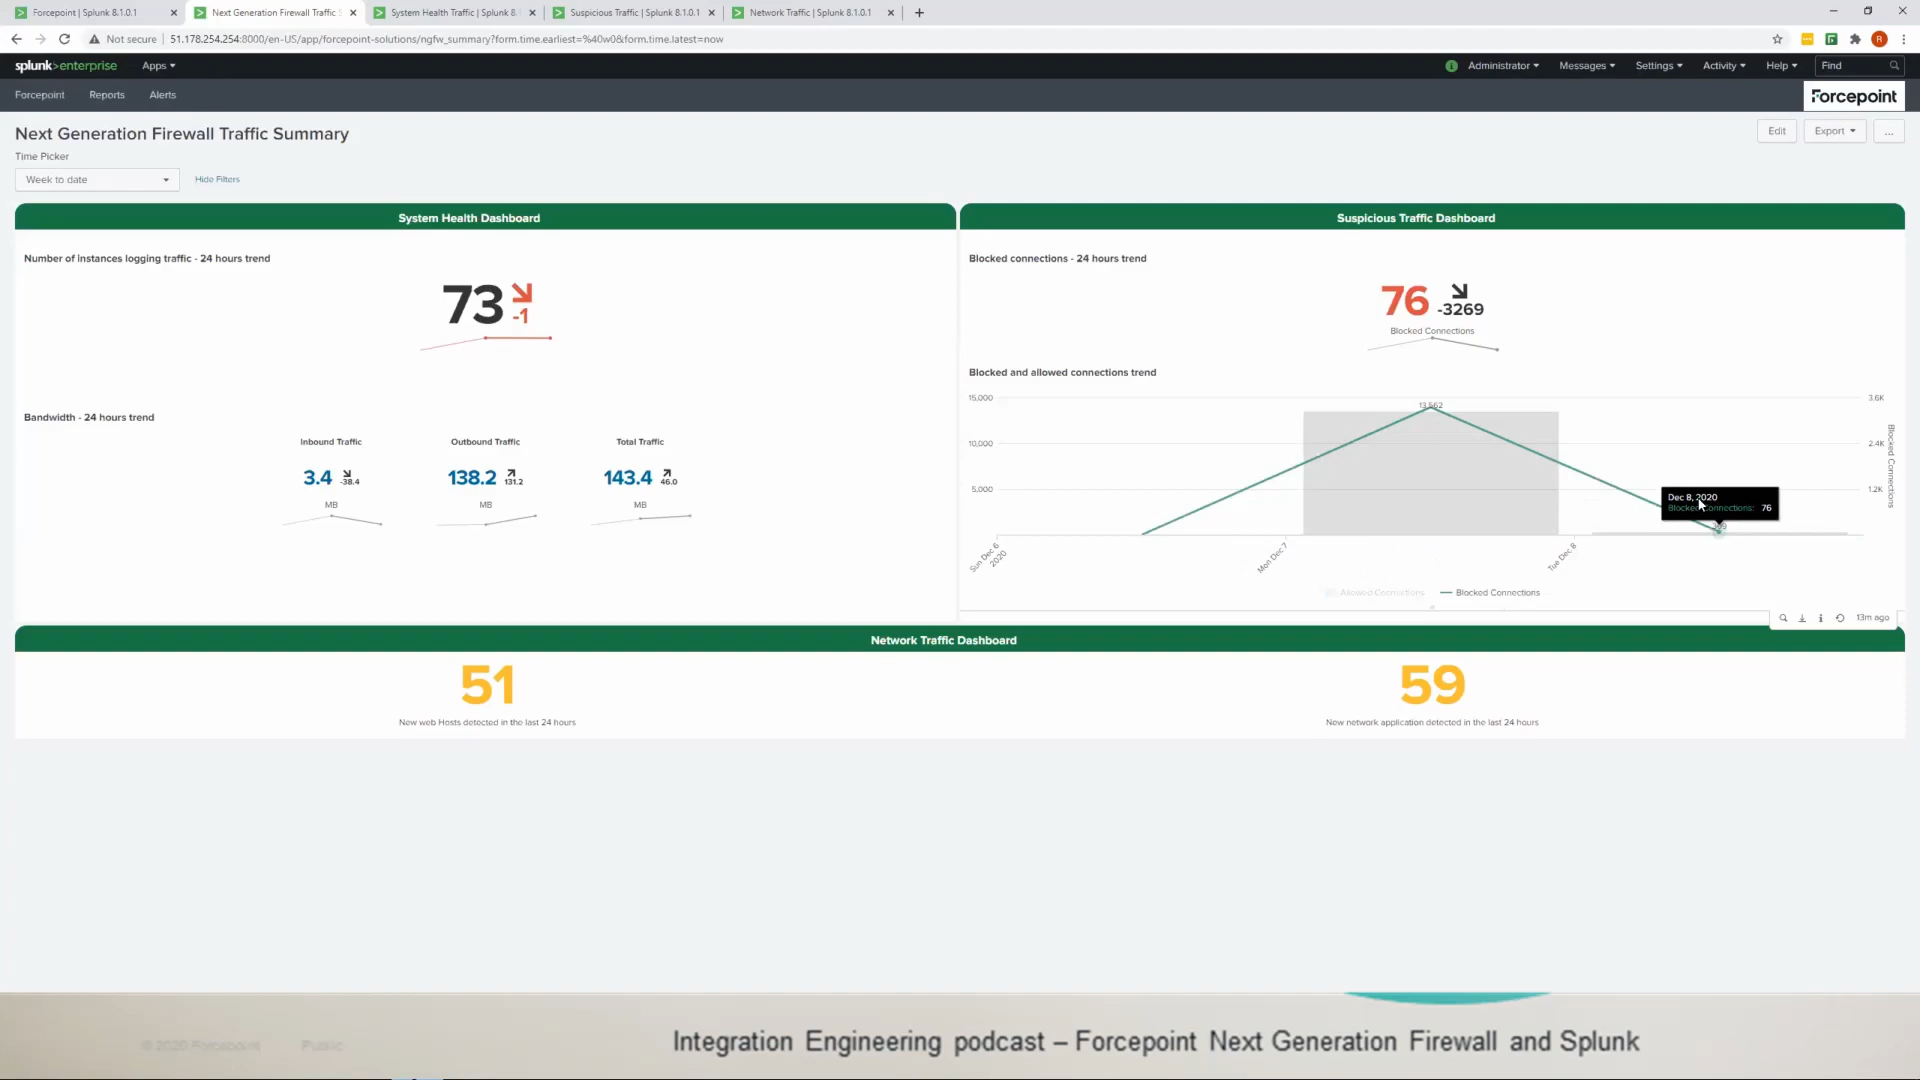 Forcepoint | Splunk 8.1.0.1
Next Generation Firewall Traffic S
System Health Traffic | Splunk 8.
Suspicious Traffic | Splunk 8.1.0.1
Network Traffic | Splunk 8.1.0.1
Not secure
51.178.254.254:8000/en-US/app/forcepoint-solutions/ngfw_summary?form.time.earliest=%40w0&form.time.latest=now
R
splunk>enterprise
Apps
i
Administrator
Messages
Settings
Activity
Help
Find
Forcepoint
Reports
Alerts
Forcepoint
Next Generation Firewall Traffic Summary
Edit
Export
...
Time Picker
Week to date
Hide Filters
System Health Dashboard
Number of instances logging traffic - 24 hours trend
73
-1
Bandwidth - 24 hours trend
Inbound Traffic
3.4
-38.4
MB
Outbound Traffic
138.2
131.2
MB
Total Traffic
143.4
46.0
MB
Suspicious Traffic Dashboard
Blocked connections - 24 hours trend
76
-3269
Blocked Connections
Blocked and allowed connections trend
15,000
10,000
5,000
13,562
3.6K
2.4K
1.2K
Blocked Connections
Dec 8, 2020
Blocked Connections: 76
Sun Dec 6
2020
Mon Dec 7
Tue Dec 8
Allowed Connections
Blocked Connections
13m ago
Network Traffic Dashboard
51
New web Hosts detected in the last 24 hours
59
New network application detected in the last 24 hours
© 2020 Forcepoint
Public
Integration Engineering podcast – Forcepoint Next Generation Firewall and Splunk